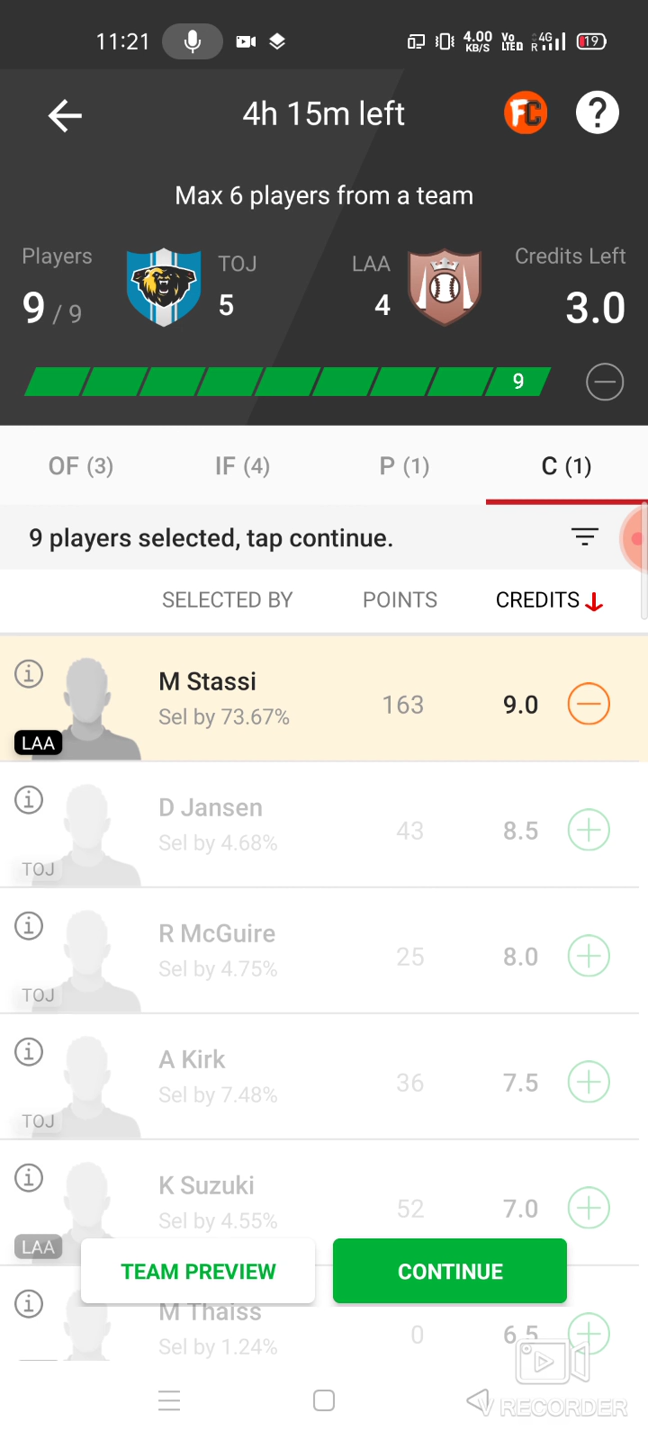 11:21
4.00 KB/S
Vo LTED
4G
R
19
4h 15m left
FC
?
Max 6 players from a team
Players
TOJ
LAA
Credits Left
9 / 9
5
4
3.0
9
OF (3)
IF (4)
P (1)
C (1)
9 players selected, tap continue.
SELECTED BY
POINTS
CREDITS
M Stassi
Sel by 73.67%
163
9.0
LAA
D Jansen
Sel by 4.68%
43
8.5
TOJ
R McGuire
Sel by 4.75%
25
8.0
TOJ
A Kirk
Sel by 7.48%
36
7.5
TOJ
K Suzuki
Sel by 4.55%
52
7.0
LAA
TEAM PREVIEW
CONTINUE
M Thaiss
Sel by 1.24%
0
6.5
V RECORDER